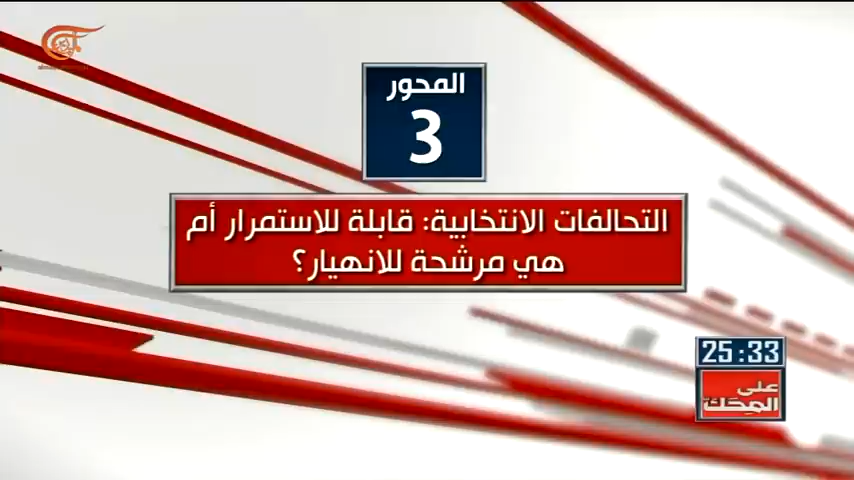 المحور
3
التحالفات الانتخابية: قابلة للاستمرار أم
هي مرشحة للانهيار؟
25:33
على
المحك